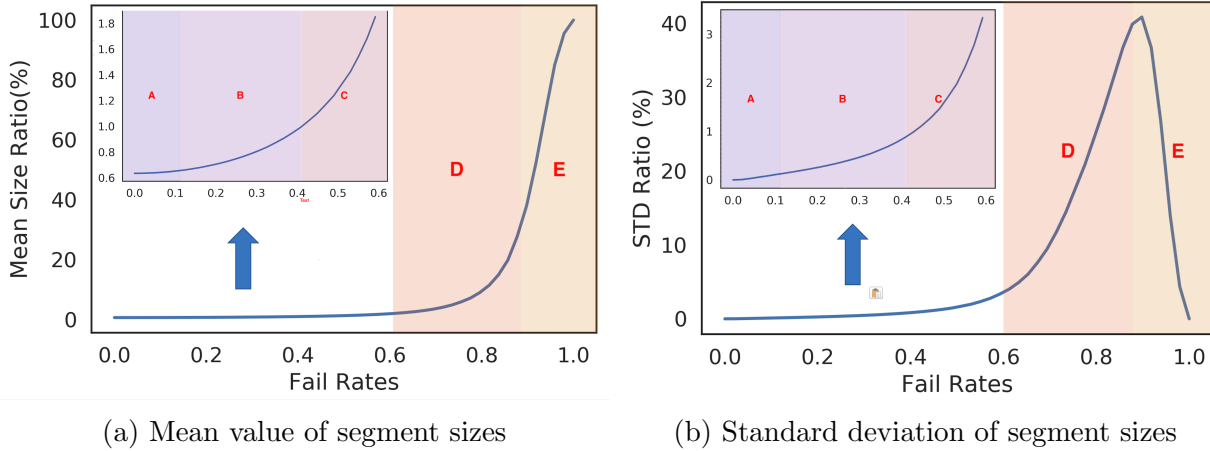 Mean Size Ratio(%)
100
80
60
40
20
0
1.8
1.6
1.4
1.2
1.0
0.8
0.6
A
B
C
0.0 0.1 0.2 0.3 0.4 0.5 0.6
Text
D
E
0.0 0.2 0.4 0.6 0.8 1.0
Fail Rates
(a) Mean value of segment sizes
STD Ratio (%)
40
30
20
10
0
3
2
1
0
A
B
C
0.0 0.1 0.2 0.3 0.4 0.5 0.6
D
E
0.0 0.2 0.4 0.6 0.8 1.0
Fail Rates
(b) Standard deviation of segment sizes